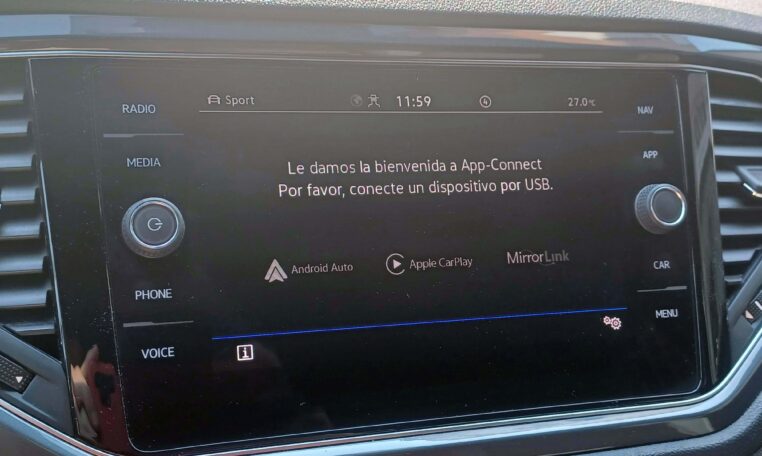 RADIO
MEDIA
PHONE
VOICE
Sport
11:59
4
27.0°C
Le damos la bienvenida a App-Connect
Por favor, conecte un dispositivo por USB.
Android Auto
Apple CarPlay
MirrorLink
i
NAV
APP
CAR
MENU